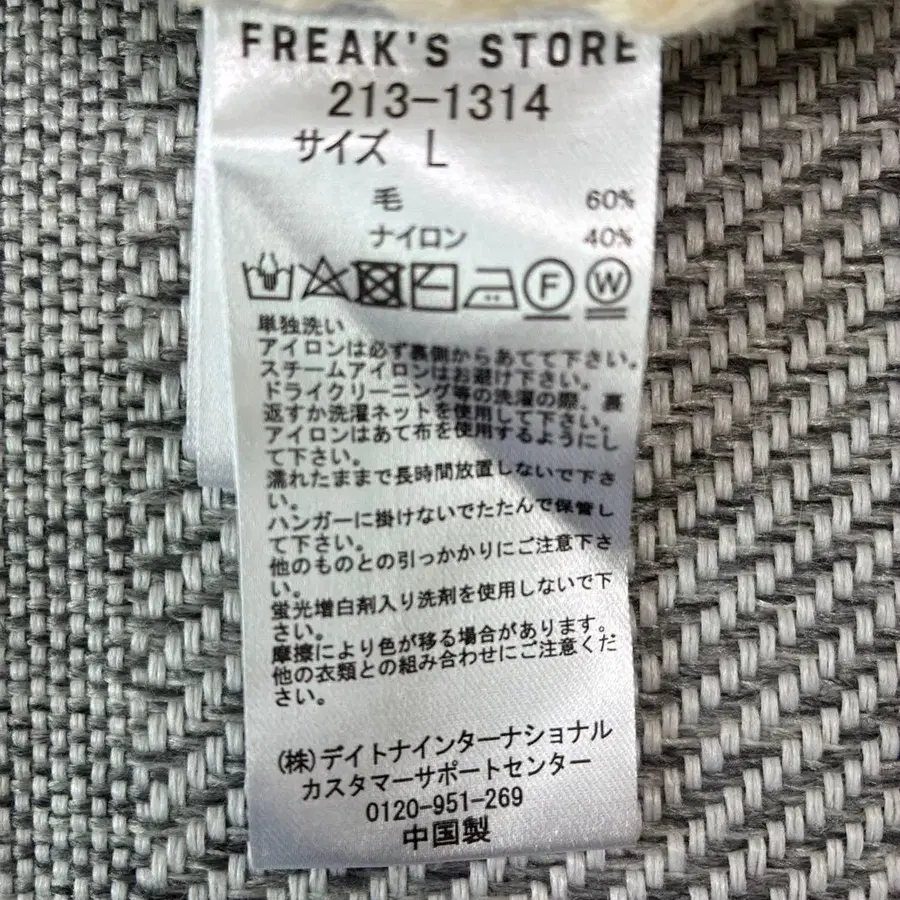 FREAK'S STORE
213-1314
サイズ L
毛 60%
ナイロン 40%
F W
単独洗い
アイロンは必ず裏側からあてて下さい。
スチームアイロンはお避け下さい。
ドライクリーニング等の洗濯の際、裏
返すか洗濯ネットを使用して下さい。
アイロンはあて布を使用するようにし
て下さい。
濡れたままで長時間放置しないで下さ
い。
ハンガーに掛けないでたたんで保管し
て下さい。
他のものとの引っかかりにご注意下さ
い。
蛍光増白剤入り洗剤を使用しないで下
さい。
摩擦により色が移る場合があります。
他の衣類との組み合わせにご注意くだ
さい。
(株)デイトナインターナショナル
カスタマーサポートセンター
0120-951-269
中国製